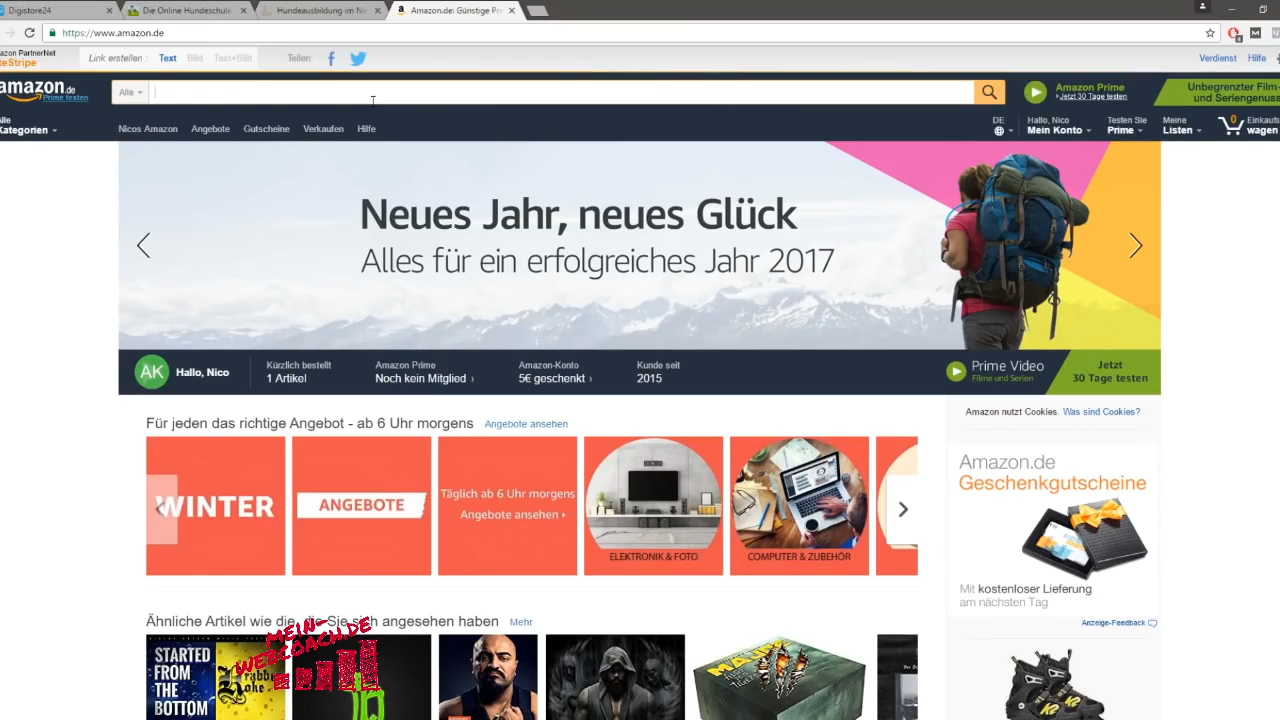 Digistore24
Die Online Hundeschule
Hundeausbildung im Ne
Amazon.de: Günstige Pr
https://www.amazon.de
azon PartnerNet
teStripe
Link erstellen :
Text
Bild
Text+Bild
Teilen:
Verdienst
Hilfe
amazon.de
Prime testen
Alle
Amazon Prime
Jetzt 30 Tage testen
Unbegrenzter Film-
und Seriengenuss
Alle
Kategorien
Nicos Amazon
Angebote
Gutscheine
Verkaufen
Hilfe
DE
Hallo, Nico
Mein Konto
Testen Sie
Prime
Meine
Listen
0
Einkaufs
wagen
Neues Jahr, neues Glück
Alles für ein erfolgreiches Jahr 2017
AK
Hallo, Nico
Kürzlich bestellt
1 Artikel
Amazon Prime
Noch kein Mitglied ›
Amazon-Konto
5€ geschenkt ›
Kunde seit
2015
Prime Video
Filme und Serien
Jetzt
30 Tage testen
Für jeden das richtige Angebot - ab 6 Uhr morgens
Angebote ansehen
WINTER
ANGEBOTE
Täglich ab 6 Uhr morgens
Angebote ansehen
ELEKTRONIK & FOTO
COMPUTER & ZUBEHÖR
Amazon nutzt Cookies. Was sind Cookies?
Amazon.de
Geschenkgutscheine
Mit kostenloser Lieferung
am nächsten Tag
Anzeige-Feedback
Ähnliche Artikel wie die, die Sie sich angesehen haben
Mehr
MEIN-
WEBCOACH.DE
STARTED
FROM
THE
BOTTOM